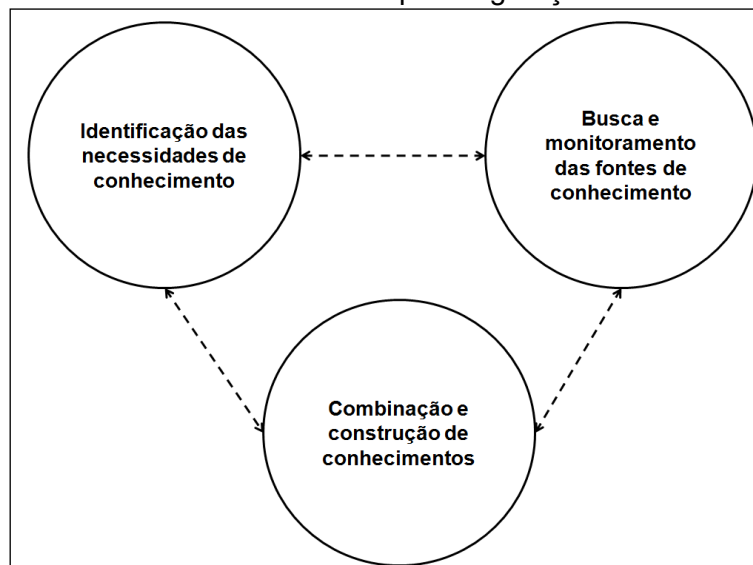 Identificação das
necessidades de
conhecimento
Busca e
monitoramento
das fontes de
conhecimento
Combinação e
construção de
conhecimentos